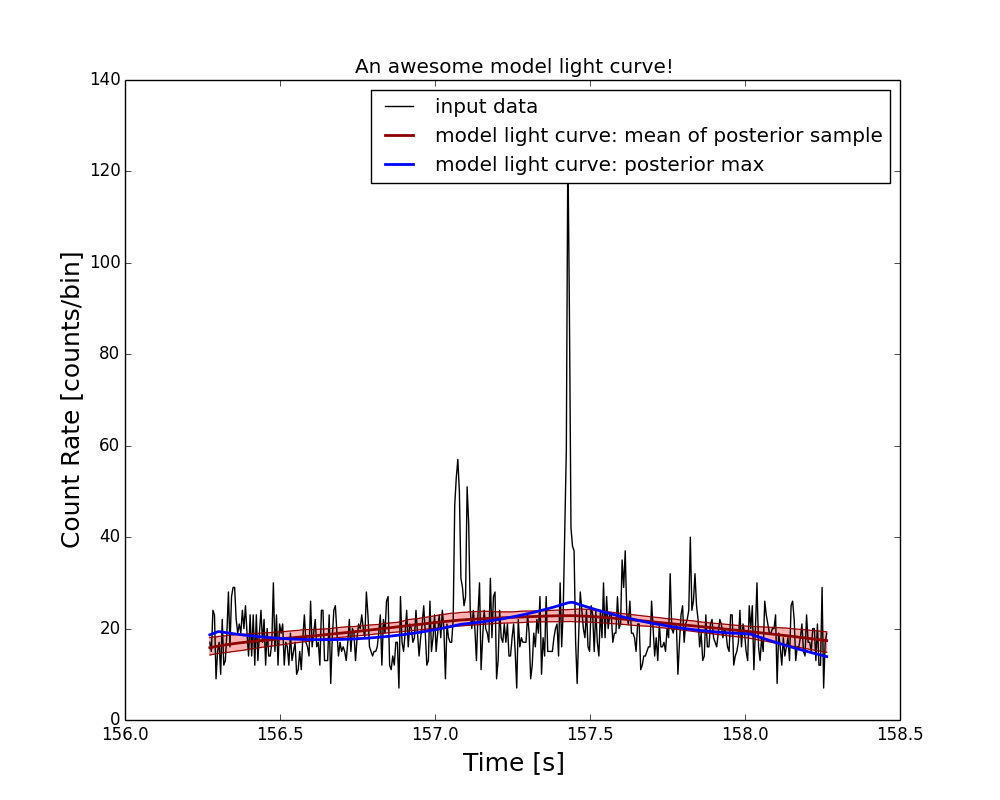 An awesome model light curve!
140
input data
model light curve: mean of posterior sample
model light curve: posterior max
120
100
80
60
40
20
0
Count Rate [counts/bin]
156.0 156.5 157.0 157.5 158.0 158.5
Time [s]